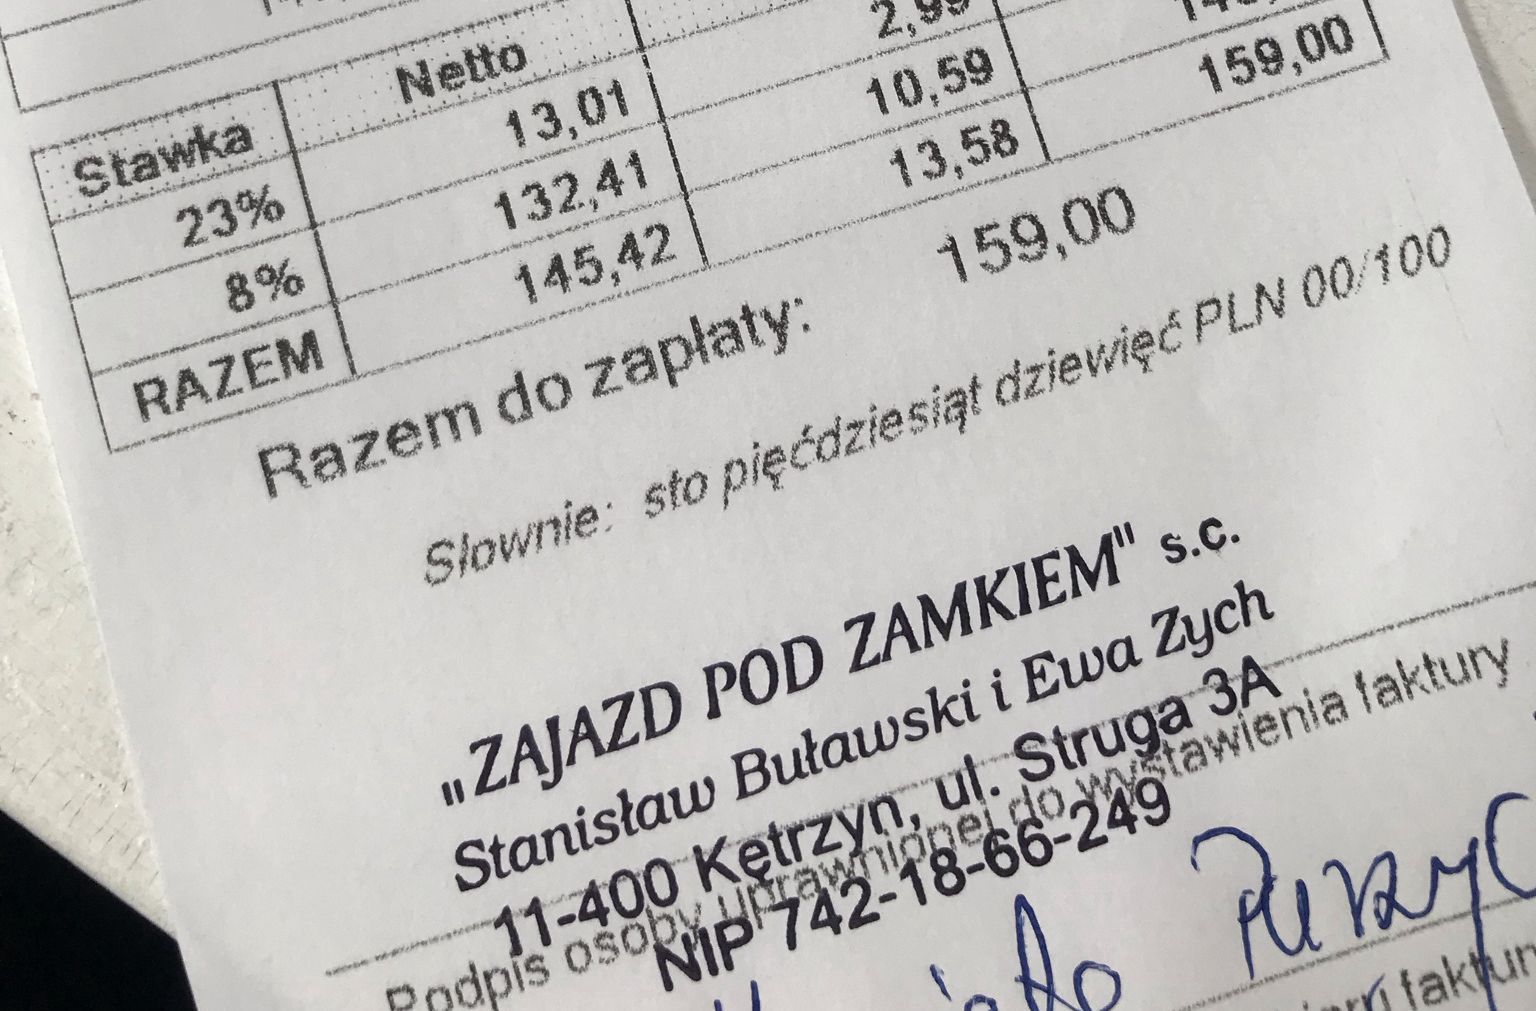 Stawka Netto
23% 13,01 2,99
8% 132,41 10,59
RAZEM 145,42 13,58 159,00
Razem do zapłaty: 159,00
Słownie: sto pięćdziesiąt dziewięć PLN 00/100
„ZAJAZD POD ZAMKIEM" s.c.
Stanisław Buławski i Ewa Zych
11-400 Kętrzyn, ul. Struga 3A
NIP 742-18-66-249
Podpis osoby uprawnionej do wystawienia faktury